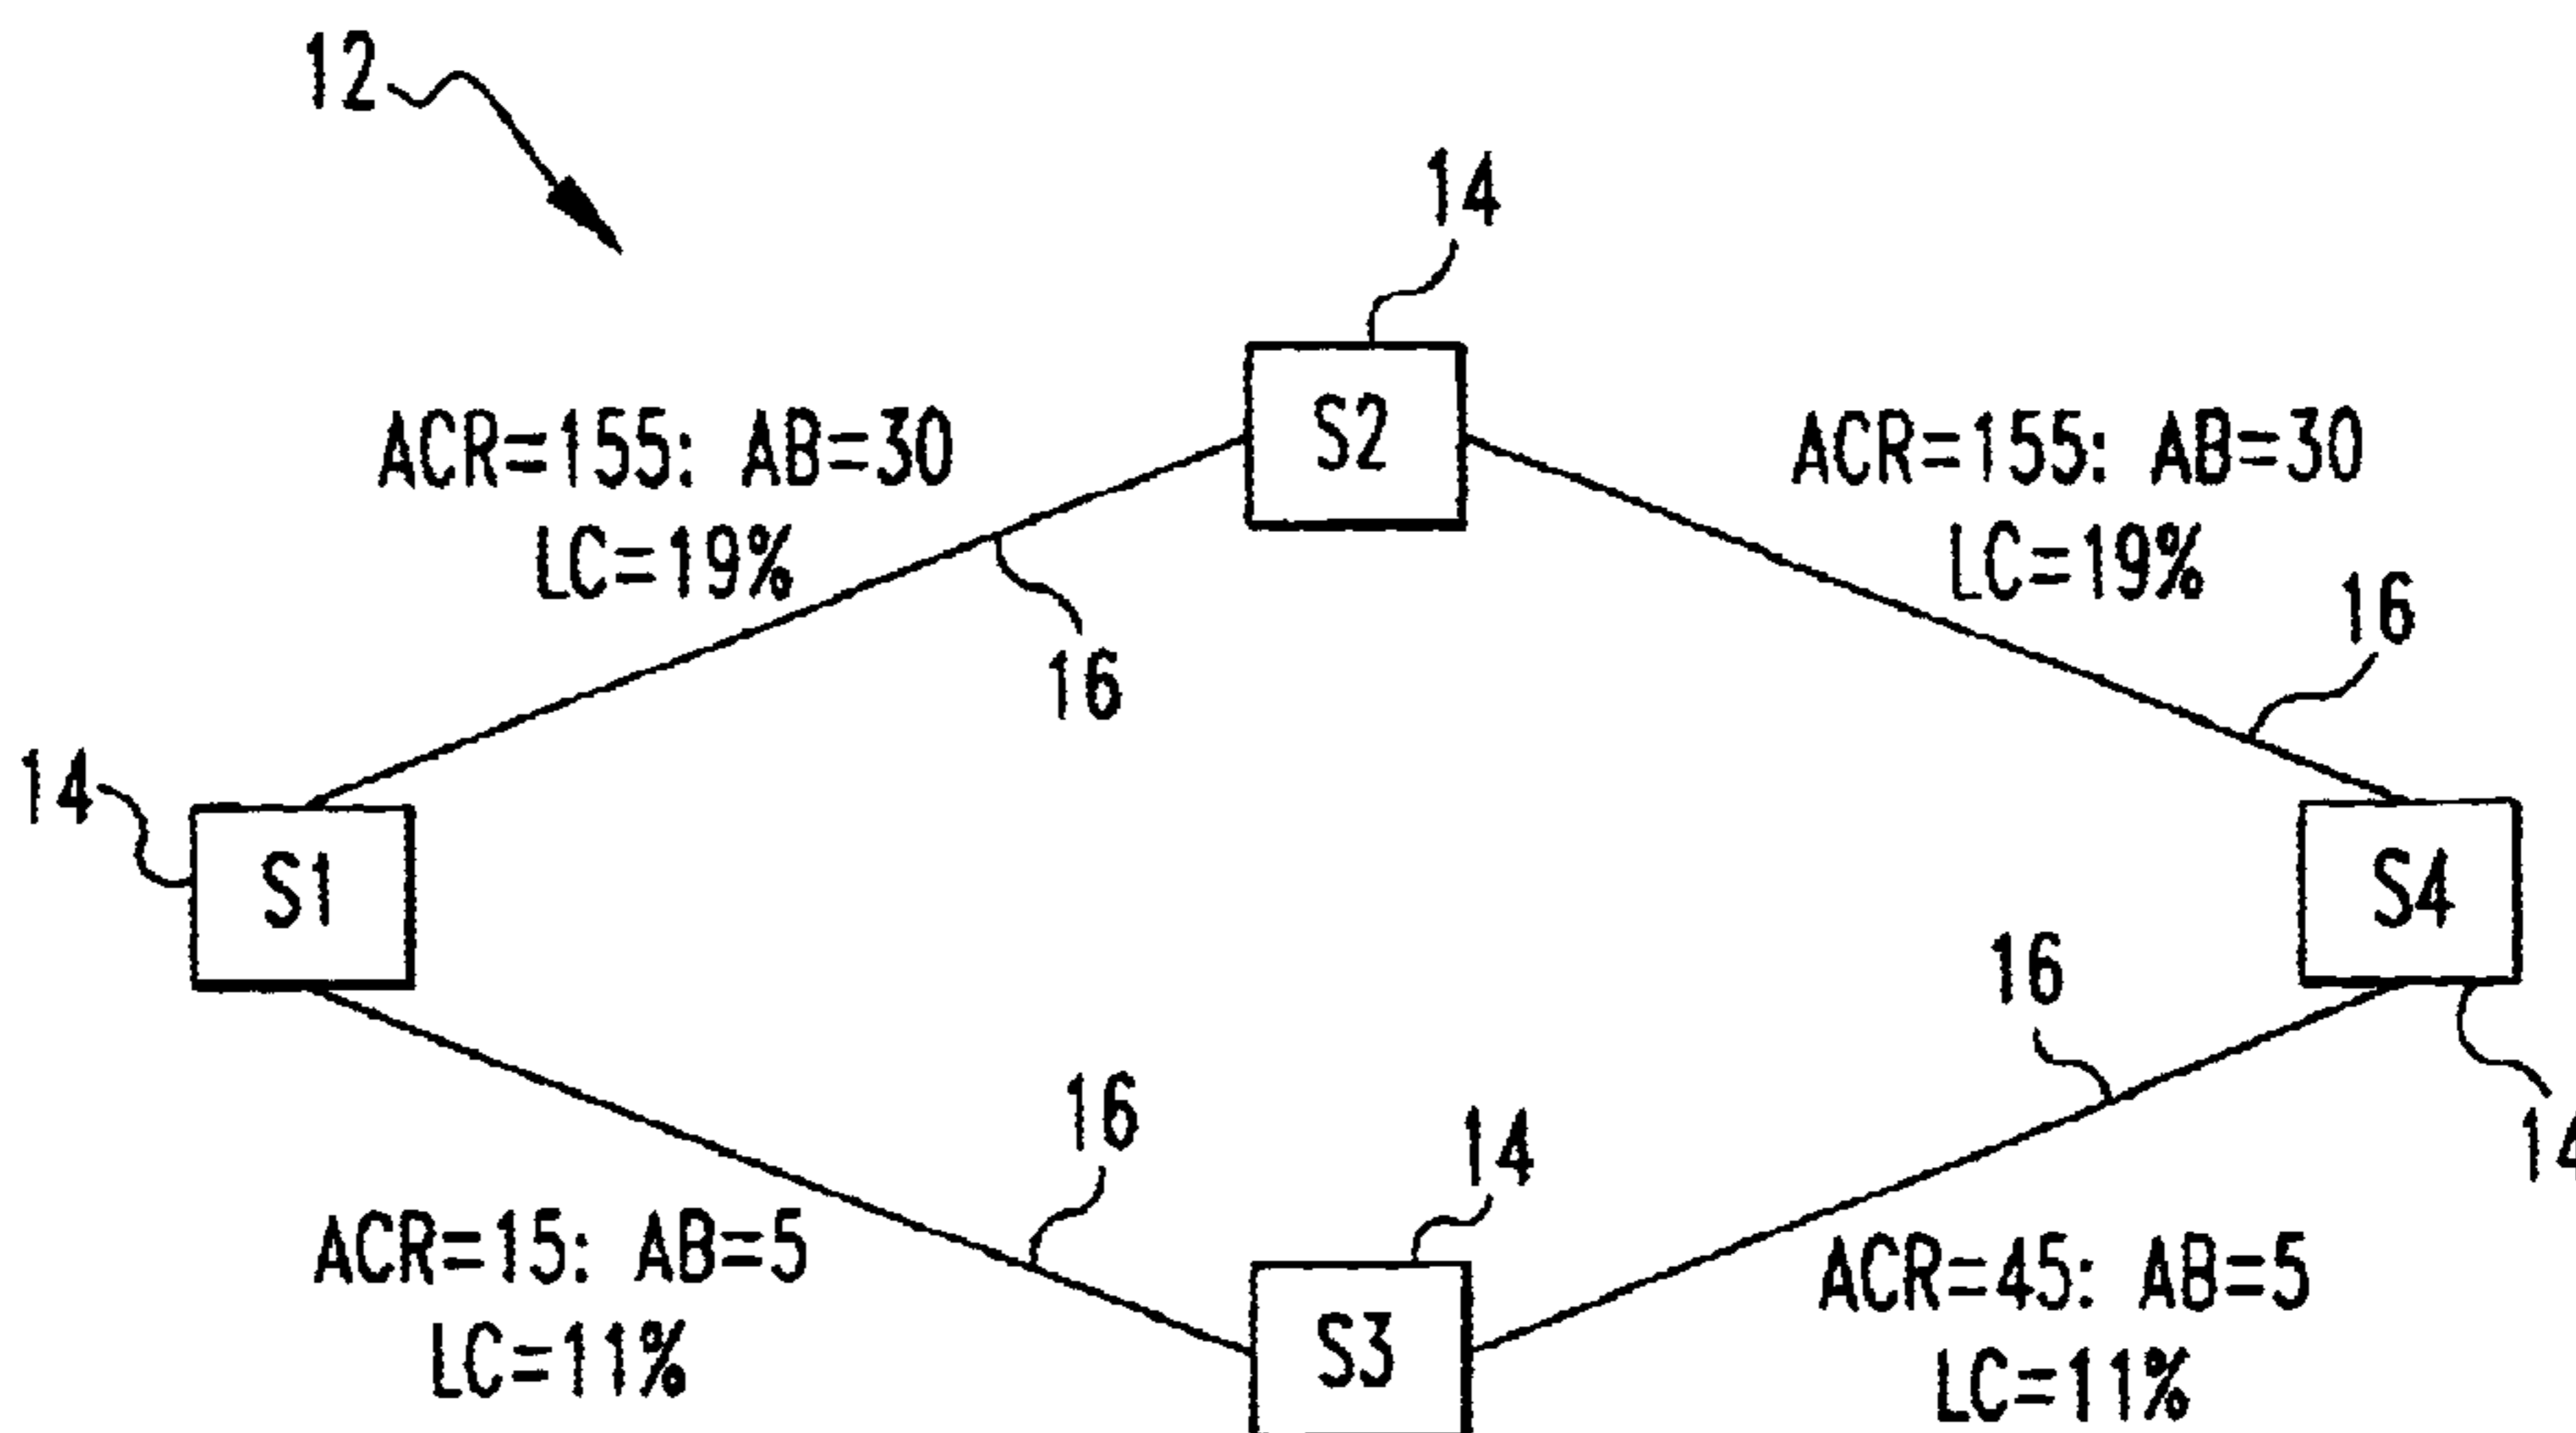 12
14
ACR=155: AB=30
LC=19%
S2
ACR=155: AB=30
LC=19%
16
16
14
S1
S4
16
14
16
14
ACR=15: AB=5
LC=11%
S3
ACR=45: AB=5
LC=11%